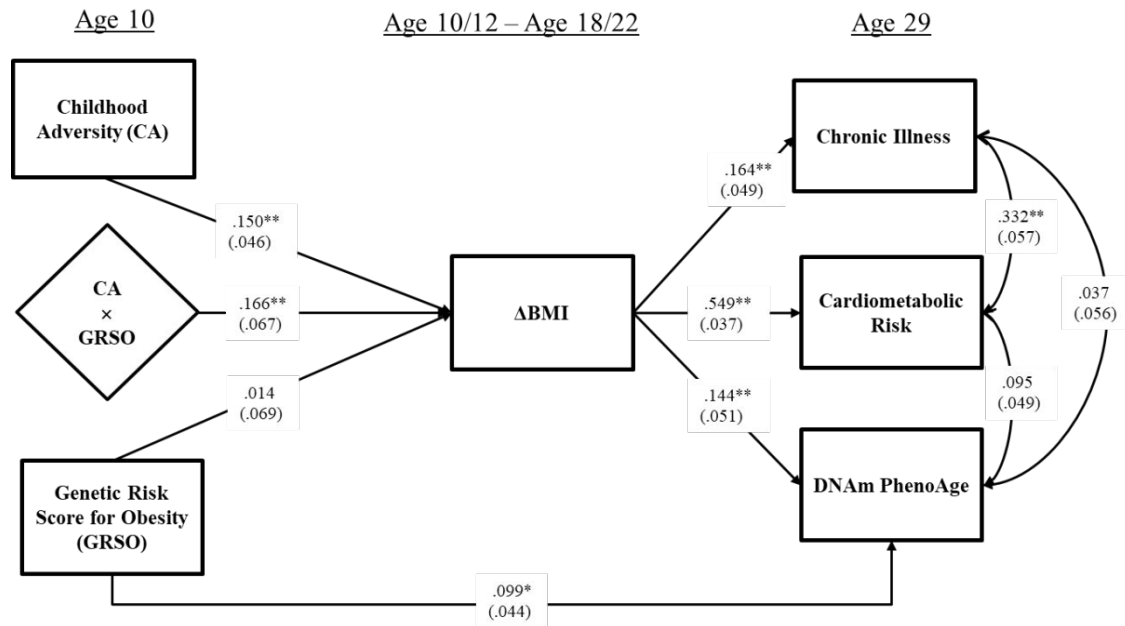 Age 10
Age 10/12 – Age 18/22
Age 29
Childhood
Adversity (CA)
CA
×
GRSO
Genetic Risk
Score for Obesity
(GRSO)
.150**
(.046)
.166**
(.067)
.014
(.069)
ΔBMI
.164**
(.049)
.549**
(.037)
.144**
(.051)
Chronic Illness
Cardiometabolic
Risk
DNAm PhenoAge
.332**
(.057)
.095
(.049)
.037
(.056)
.099*
(.044)